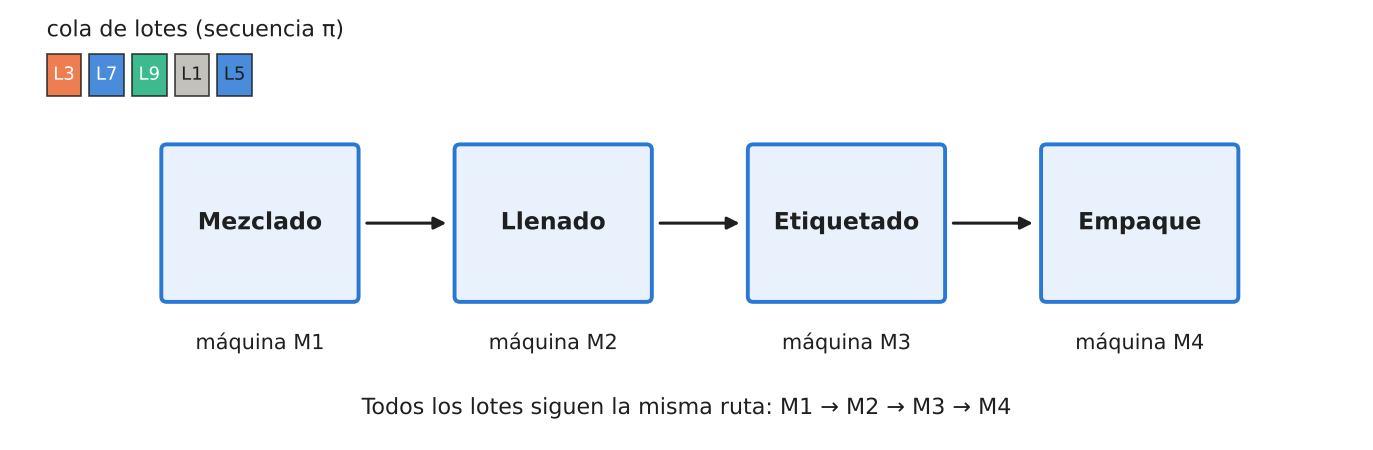 cola de lotes (secuencia π)
L3 L7 L9 L1 L5
Mezclado Llenado Etiquetado Empaque
máquina M1 máquina M2 máquina M3 máquina M4
Todos los lotes siguen la misma ruta: M1 → M2 → M3 → M4